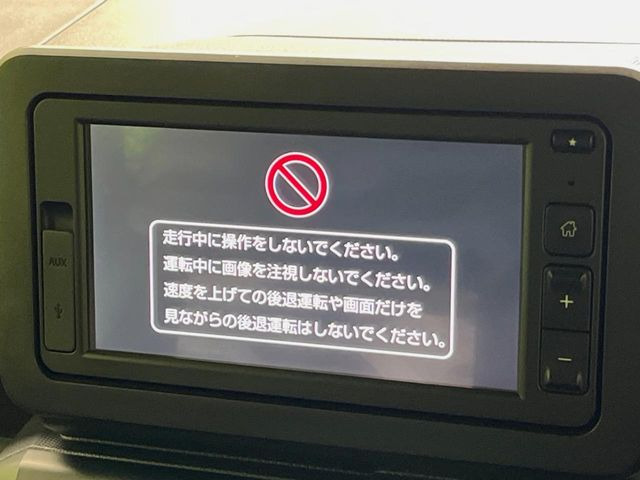 走行中に操作をしないでください。
運転中に画像を注視しないでください。
速度を上げての後退運転や画面だけを
見ながらの後退運転はしないでください。
AUX